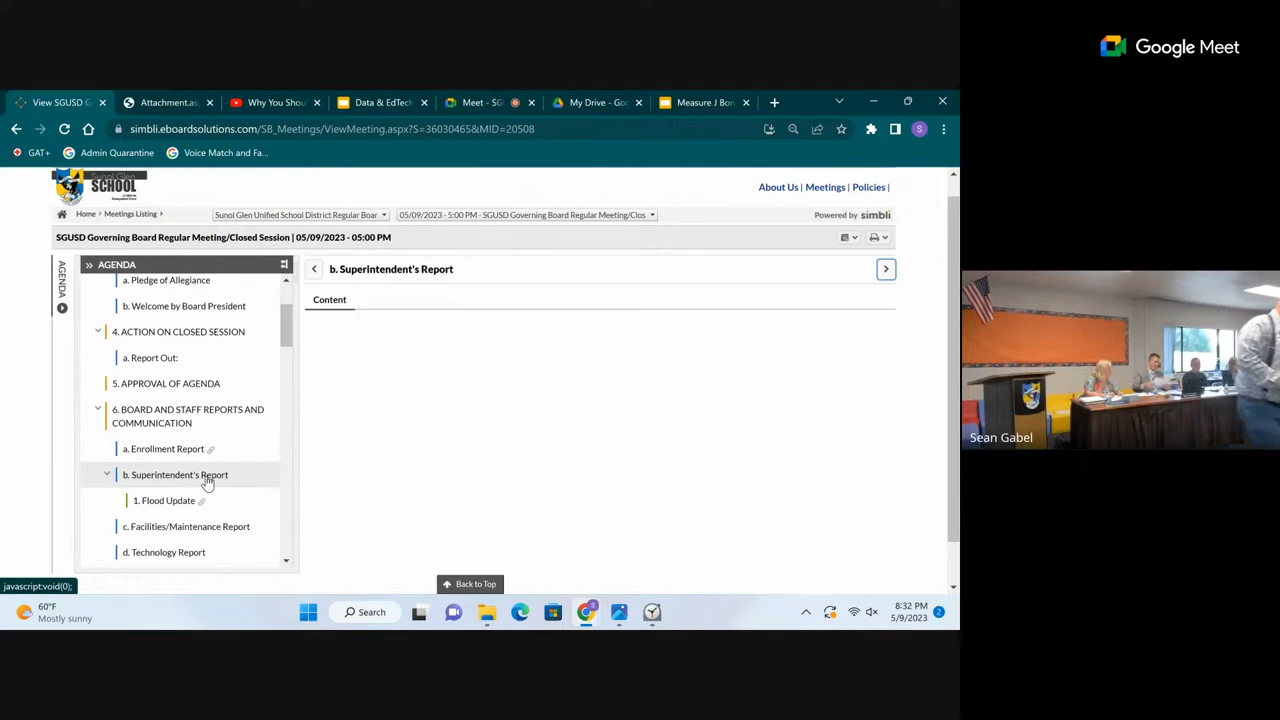 Google Meet
View SGUSD G
Attachment.as
Why You Shou
Data & EdTech
Meet - SG
My Drive - Goo
Measure J Bon
simbli.eboardsolutions.com/SB_Meetings/ViewMeeting.aspx?S=36030465&MID=20508
S
GAT+
Admin Quarantine
Voice Match and Fa...
Sunol Glen
SCHOOL
About Us | Meetings | Policies |
Home > Meetings Listing >
Sunol Glen Unified School District Regular Boar
05/09/2023 - 5:00 PM - SGUSD Governing Board Regular Meeting/Clos
Powered by simbli
SGUSD Governing Board Regular Meeting/Closed Session | 05/09/2023 - 05:00 PM
AGENDA
AGENDA
a. Pledge of Allegiance
b. Welcome by Board President
4. ACTION ON CLOSED SESSION
a. Report Out:
5. APPROVAL OF AGENDA
6. BOARD AND STAFF REPORTS AND
COMMUNICATION
a. Enrollment Report
b. Superintendent's Report
1. Flood Update
c. Facilities/Maintenance Report
d. Technology Report
b. Superintendent's Report
Content
Back to Top
javascript:void(0);
60°F
Mostly sunny
Search
8:32 PM
5/9/2023
2
Sean Gabel